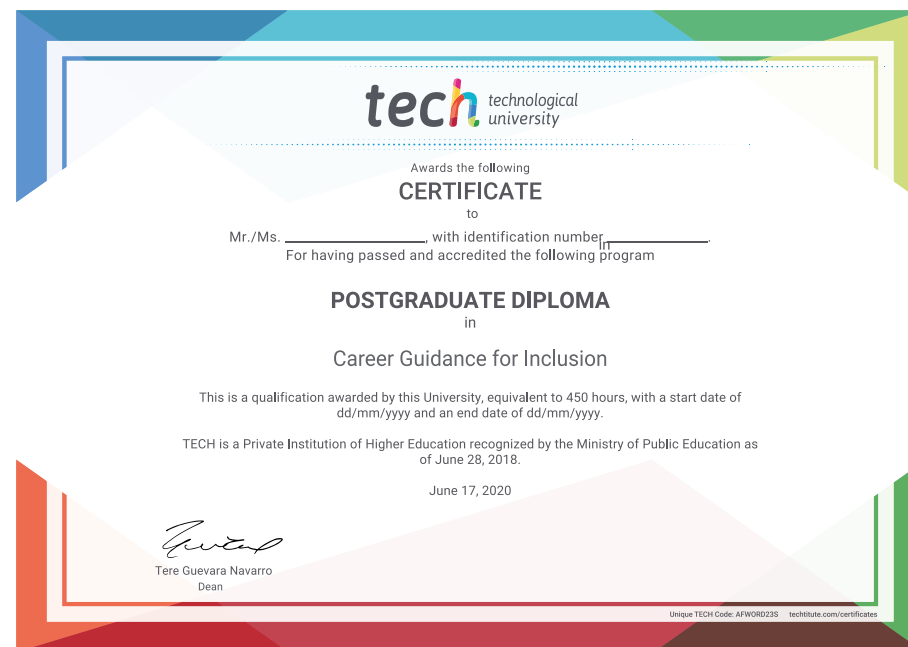 tech technological
university
Awards the following
CERTIFICATE
to
Mr./Ms. ____________, with identification number ____________.
in
For having passed and accredited the following program
POSTGRADUATE DIPLOMA
in
Career Guidance for Inclusion
This is a qualification awarded by this University, equivalent to 450 hours, with a start date of
dd/mm/yyyy and an end date of dd/mm/yyyy.
TECH is a Private Institution of Higher Education recognized by the Ministry of Public Education as
of June 28, 2018.
June 17, 2020
Tere Guevara Navarro
Dean
Unique TECH Code: AFWORD23S techtitute.com/certificates